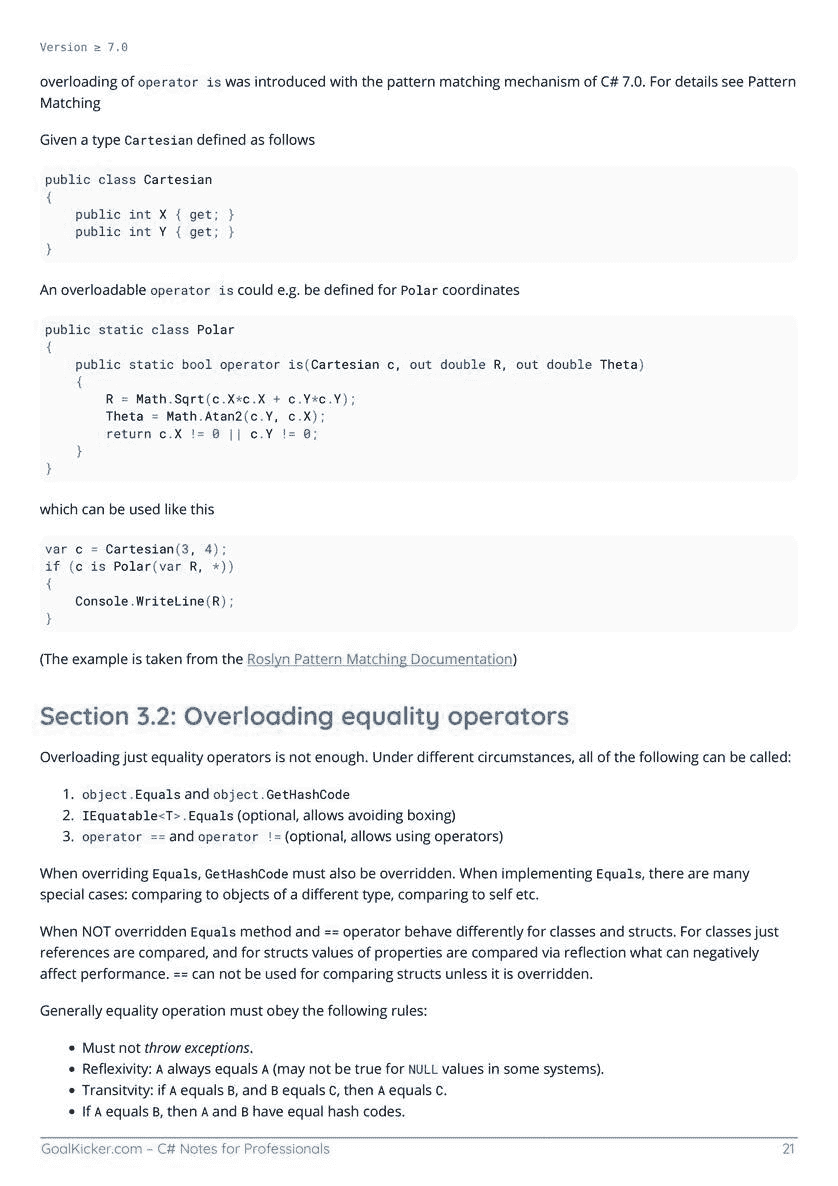 Version ≥ 7.0
overloading of operator is was introduced with the pattern matching mechanism of C# 7.0. For details see Pattern
Matching
Given a type Cartesian defined as follows
public class Cartesian
{
    public int X { get; }
    public int Y { get; }
}
An overloadable operator is could e.g. be defined for Polar coordinates
public static class Polar
{
    public static bool operator is(Cartesian c, out double R, out double Theta)
    {
        R = Math.Sqrt(c.X*c.X + c.Y*c.Y);
        Theta = Math.Atan2(c.Y, c.X);
        return c.X != 0 || c.Y != 0;
    }
}
which can be used like this
var c = Cartesian(3, 4);
if (c is Polar(var R, *))
{
    Console.WriteLine(R);
}
(The example is taken from the Roslyn Pattern Matching Documentation)
Section 3.2: Overloading equality operators
Overloading just equality operators is not enough. Under different circumstances, all of the following can be called:
1. object.Equals and object.GetHashCode
2. IEquatable<T>.Equals (optional, allows avoiding boxing)
3. operator == and operator != (optional, allows using operators)
When overriding Equals, GetHashCode must also be overridden. When implementing Equals, there are many
special cases: comparing to objects of a different type, comparing to self etc.
When NOT overridden Equals method and == operator behave differently for classes and structs. For classes just
references are compared, and for structs values of properties are compared via reflection what can negatively
affect performance. == can not be used for comparing structs unless it is overridden.
Generally equality operation must obey the following rules:
• Must not throw exceptions.
• Reflexivity: A always equals A (may not be true for NULL values in some systems).
• Transitvity: if A equals B, and B equals C, then A equals C.
• If A equals B, then A and B have equal hash codes.
GoalKicker.com – C# Notes for Professionals
21